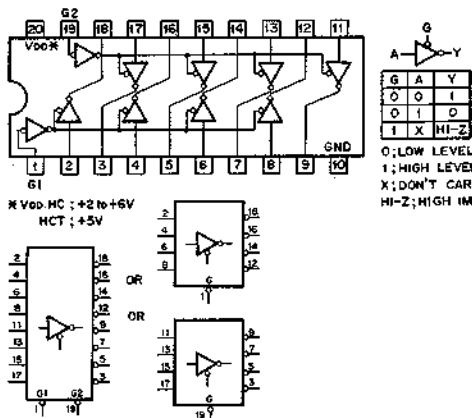 G2
20 19 18 17 16 15 14 13 12 11
VDD*
GND
1 2 3 4 5 6 7 8 9 10
G1
G
A Y
G A Y
0 0 1
0 1 0
1 X HI-Z
0;LOW LEVEL
1;HIGH LEVEL
X;DON'T CAR
HI-Z;HIGH IM
* VDD.HC ; +2 to +6V
HCT ; +5V
2 18
4 16
6 14
8 12
11 9
13 7
15 5
17 3
G1 G2
1 19
OR
OR
2 18
4 16
6 14
8 12
G
1
11 9
13 7
15
17 3
G
19